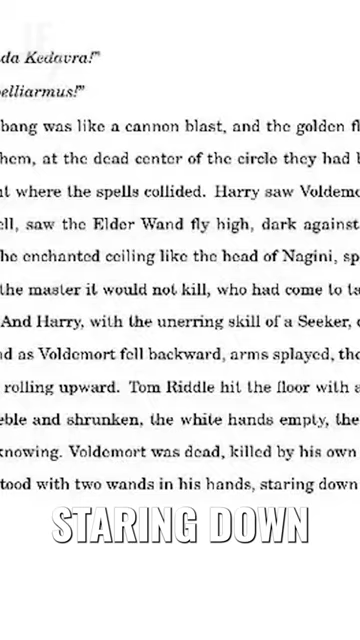 da Kedavra!"
elliarmus!"
bang was like a cannon blast, and the golden fl
hem, at the dead center of the circle they had b
nt where the spells collided. Harry saw Voldemo
ell, saw the Elder Wand fly high, dark against
he enchanted ceiling like the head of Nagini, sp
the master it would not kill, who had come to ta
And Harry, with the unerring skill of a Seeker, c
nd as Voldemort fell backward, arms splayed, the
rolling upward. Tom Riddle hit the floor with a
eble and shrunken, the white hands empty, the
knowing. Voldemort was dead, killed by his own
tood with two wands in his hands, staring down
STARING DOWN